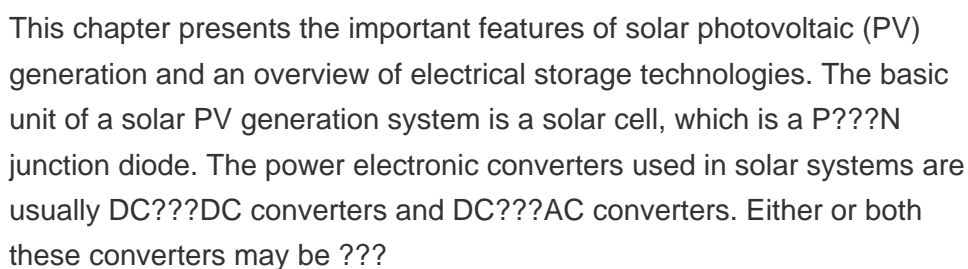 This chapter presents the important features of solar photovoltaic (PV)
generation and an overview of electrical storage technologies. The basic
unit of a solar PV generation system is a solar cell, which is a P???N
junction diode. The power electronic converters used in solar systems are
usually DC???DC converters and DC???AC converters. Either or both
these converters may be ???